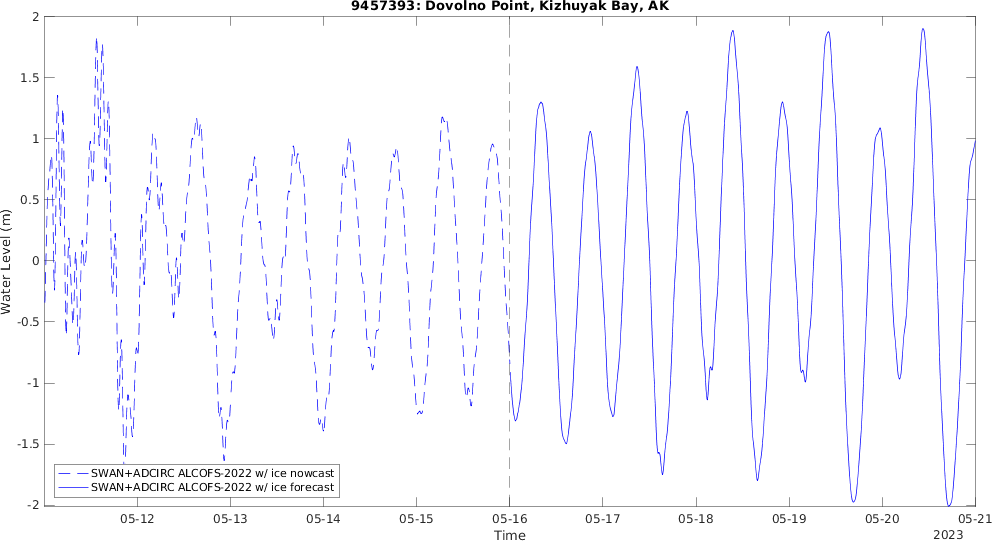 9457393: Dovolno Point, Kizhuyak Bay, AK
2
1.5
1
0.5
0
-0.5
-1
-1.5
-2
Water Level (m)
SWAN+ADCIRC ALCOFS-2022 w/ ice nowcast
SWAN+ADCIRC ALCOFS-2022 w/ ice forecast
05-12 05-13 05-14 05-15 05-16 05-17 05-18 05-19 05-20 05-21
Time
2023